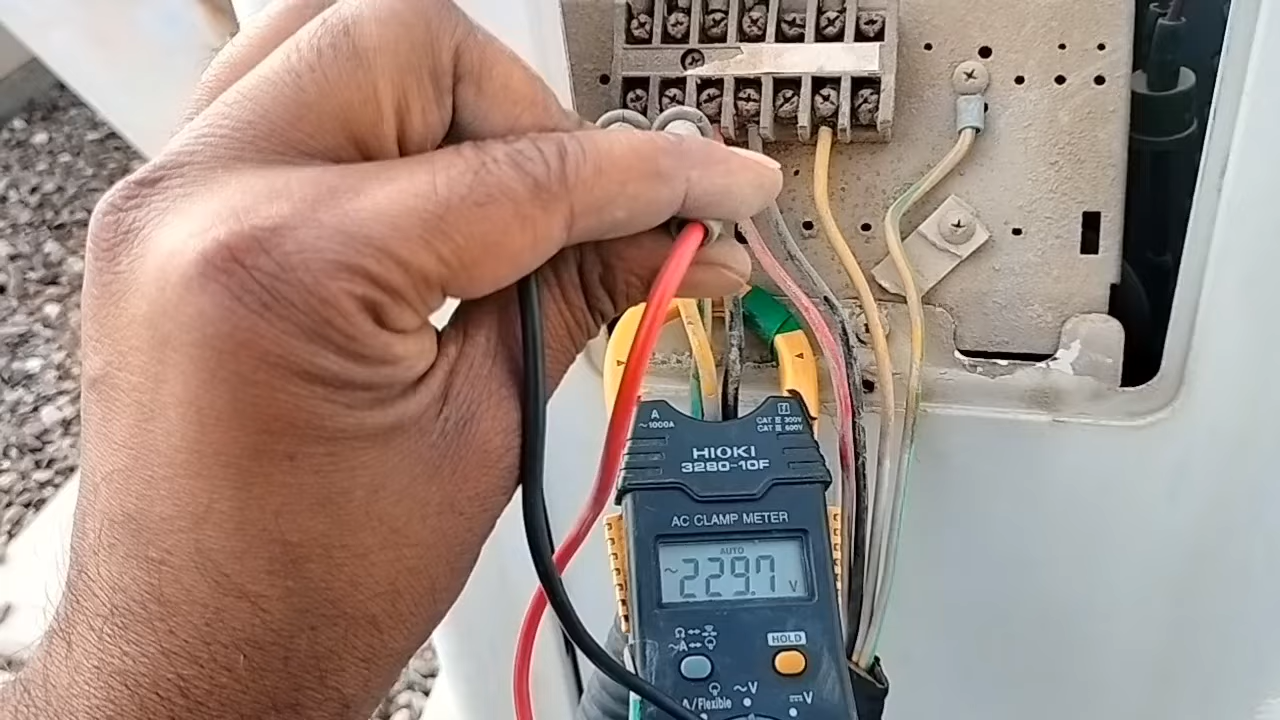 A
~1000A
CAT III 300V
CAT II 600V
HIOKI
3280-10F
AC CLAMP METER
AUTO
~229.7 V
HOLD
Ω
~A
A/Flexible
~V
V